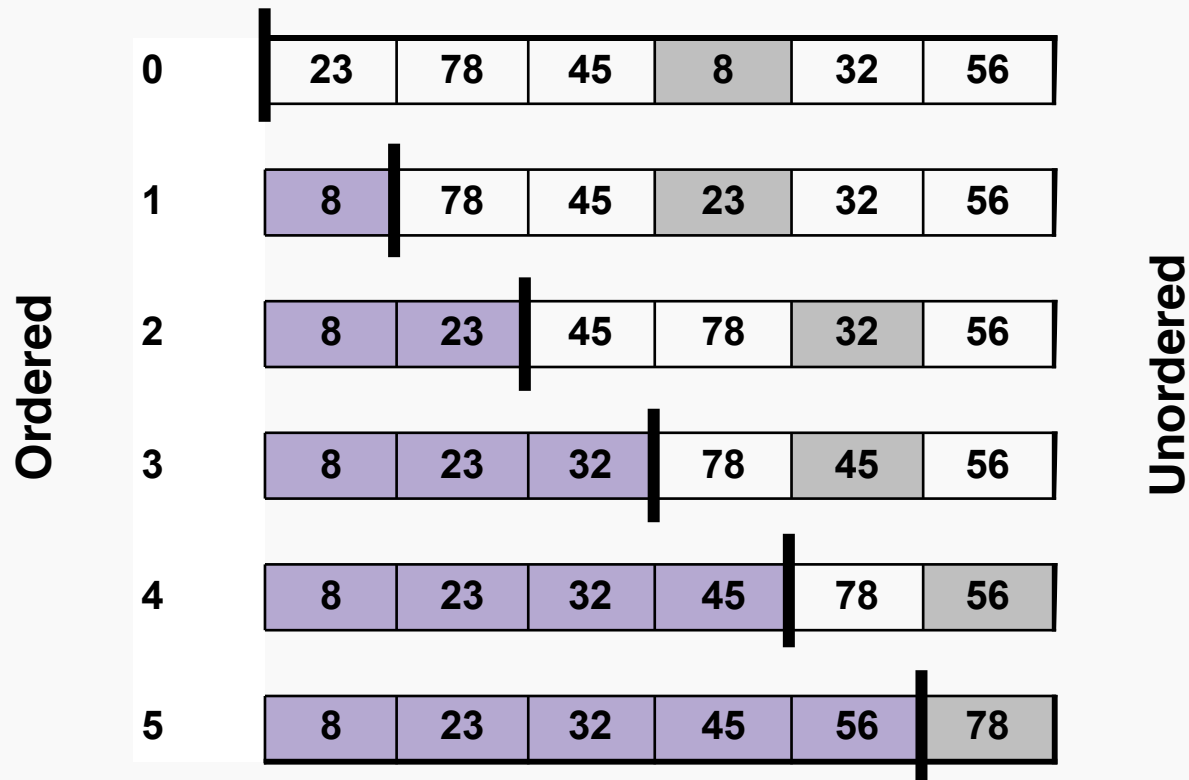 0 23 78 45 8 32 56
1 8 78 45 23 32 56
2 8 23 45 78 32 56
3 8 23 32 78 45 56
4 8 23 32 45 78 56
5 8 23 32 45 56 78
Ordered
Unordered